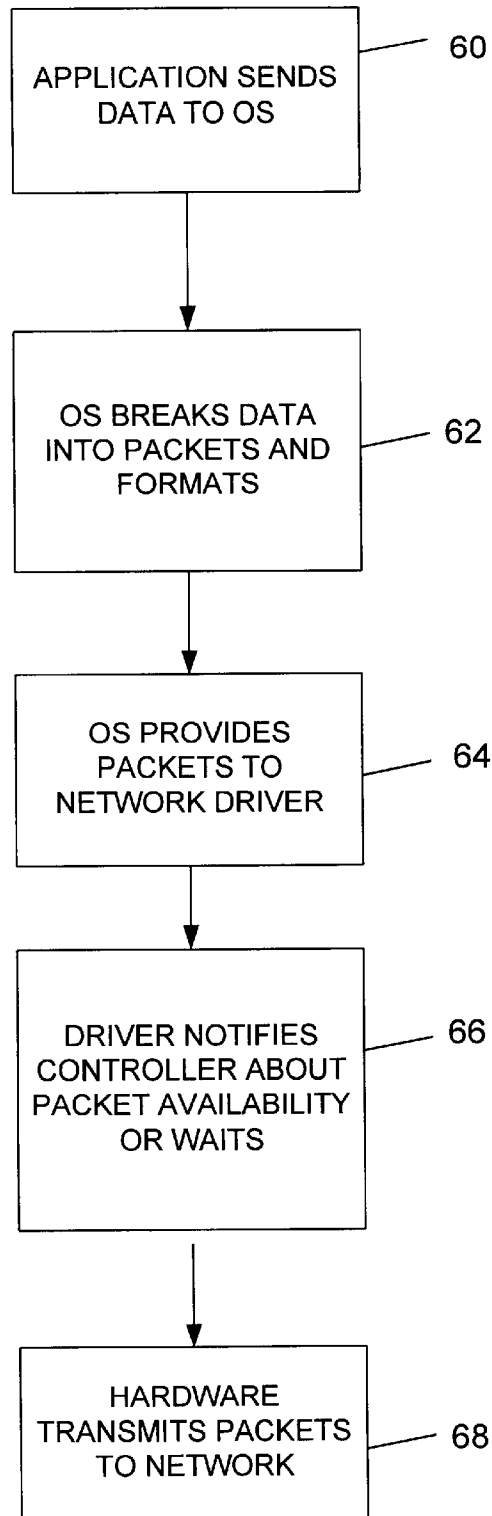 APPLICATION SENDS
DATA TO OS
60
OS BREAKS DATA
INTO PACKETS AND
FORMATS
62
OS PROVIDES
PACKETS TO
NETWORK DRIVER
64
DRIVER NOTIFIES
CONTROLLER ABOUT
PACKET AVAILABILITY
OR WAITS
66
HARDWARE
TRANSMITS PACKETS
TO NETWORK
68